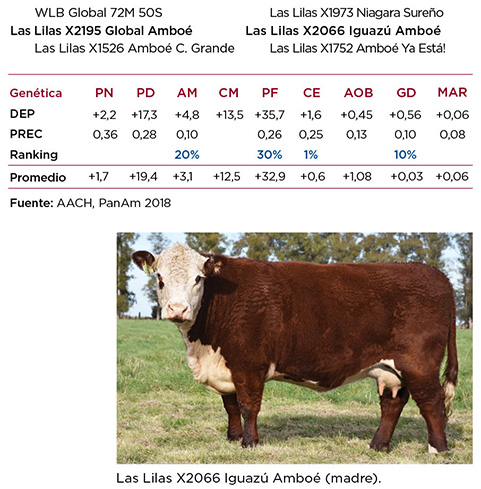 WLB Global 72M 50S
Las Lilas X2195 Global Amboé
Las Lilas X1526 Amboé C. Grande
Las Lilas X1973 Niagara Sureño
Las Lilas X2066 Iguazú Amboé
Las Lilas X1752 Amboé Ya Está!
Genética PN PD AM CM PF CE AOB GD MAR
DEP +2,2 +17,3 +4,8 +13,5 +35,7 +1,6 +0,45 +0,56 +0,06
PREC 0,36 0,28 0,10 0,26 0,25 0,13 0,10 0,08
Ranking 20% 30% 1% 10%
Promedio +1,7 +19,4 +3,1 +12,5 +32,9 +0,6 +1,08 +0,03 +0,06
Fuente: AACH, PanAm 2018
Las Lilas X2066 Iguazú Amboé (madre).